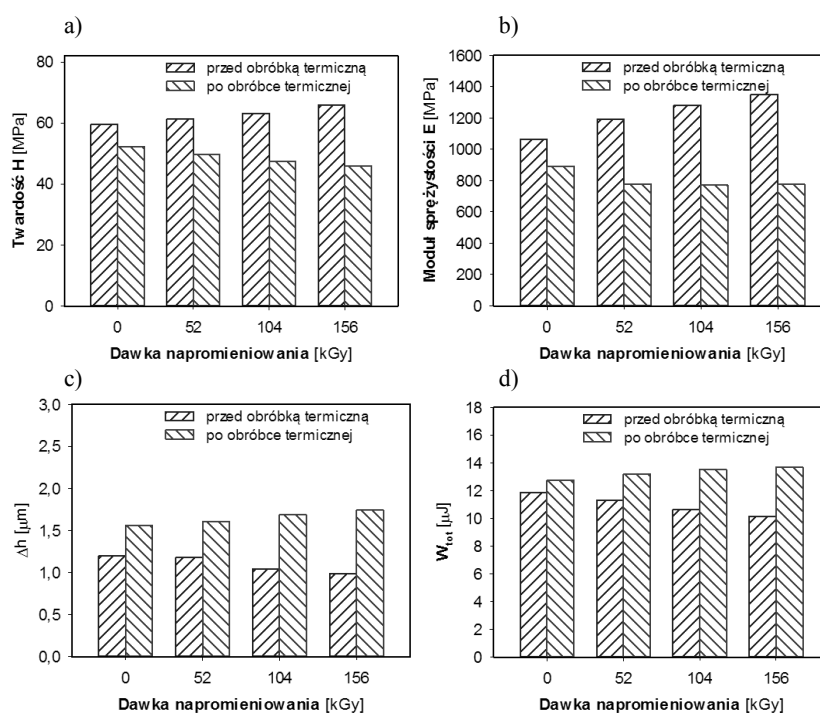 a)
80
60
40
20
0
Twardość H [MPa]
przed obróbką termiczną
po obróbce termicznej
0 52 104 156
Dawka napromieniowania [kGy]
b)
1600
1400
1200
1000
800
600
400
200
0
Moduł sprężystości E [MPa]
przed obróbką termiczną
po obróbce termicznej
0 52 104 156
Dawka napromieniowania [kGy]
c)
3,0
2,5
2,0
1,5
1,0
0,5
0,0
Δh [μm]
przed obróbką termiczną
po obróbce termicznej
0 52 104 156
Dawka napromieniowania [kGy]
d)
18
16
14
12
10
8
6
4
2
0
Wtot [μJ]
przed obróbką termiczną
po obróbce termicznej
0 52 104 156
Dawka napromieniowania [kGy]